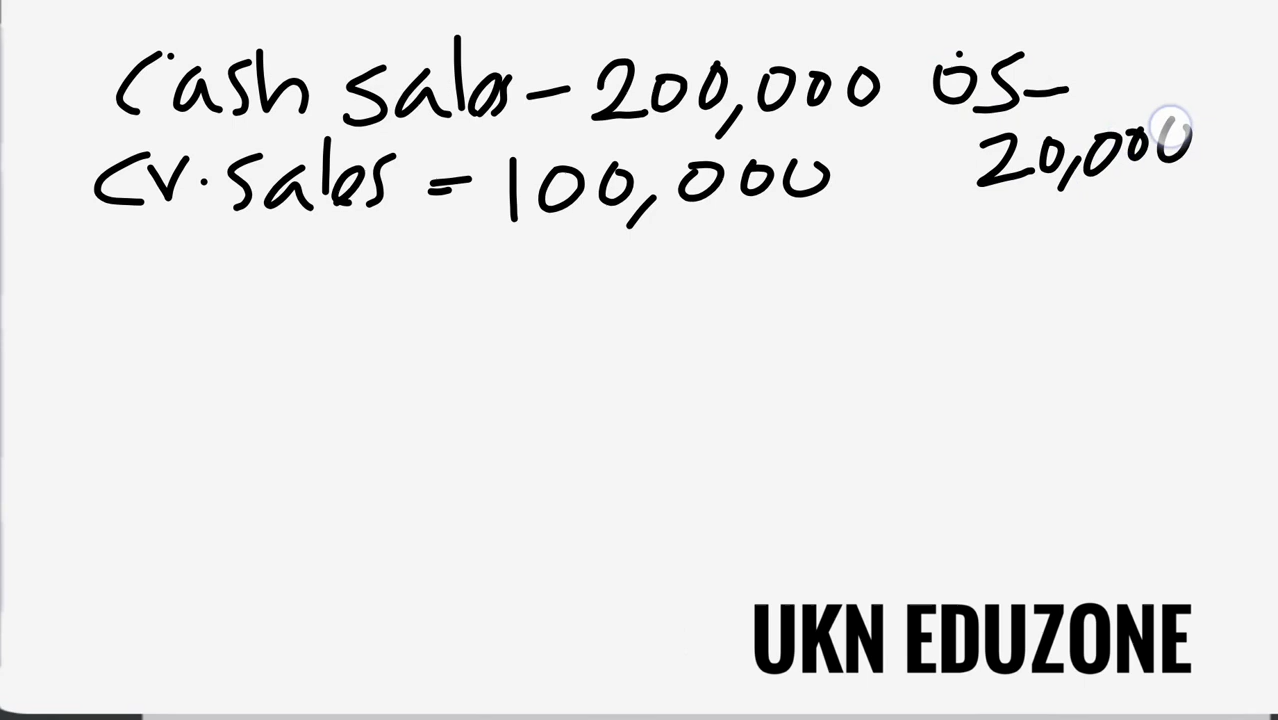 Cash sales - 200,000 OS -
20,000
Cr. sales = 100,000
UKN EDUZONE